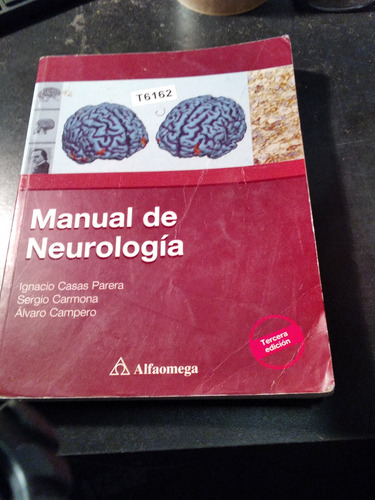 T6162
Manual de
Neurología
Ignacio Casas Parera
Sergio Carmona
Álvaro Campero
Tercera
edición
Alfaomega